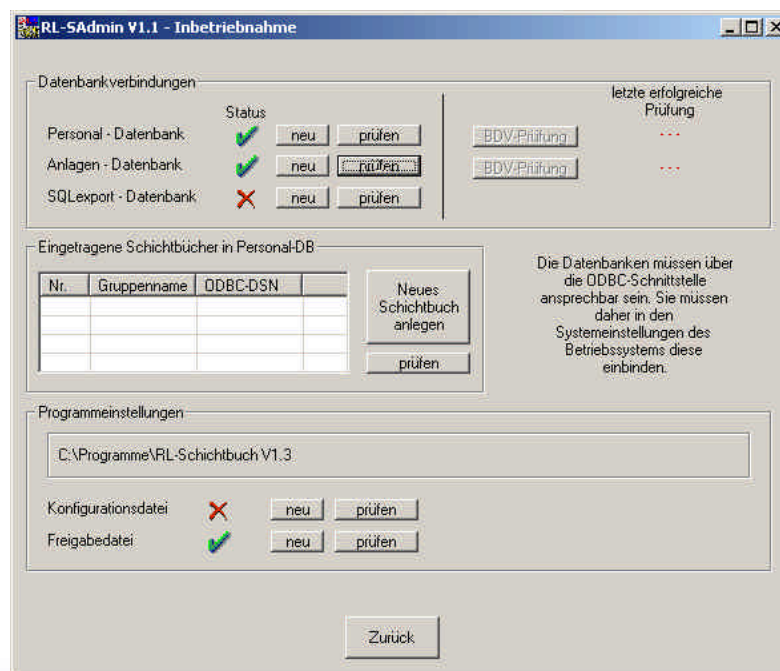 RL-SAdmin V1.1 - Inbetriebnahme
Datenbankverbindungen
Status
letzte erfolgreiche
Prüfung
Personal - Datenbank neu prüfen BDV-Prüfung ...
Anlagen - Datenbank neu prüfen BDV-Prüfung ...
SQLexport - Datenbank neu prüfen
Eingetragene Schichtbücher in Personal-DB
Nr. Gruppenname ODBC-DSN
Neues
Schichtbuch
anlegen
prüfen
Die Datenbanken müssen über
die ODBC-Schnittstelle
ansprechbar sein. Sie müssen
daher in den
Systemeinstellungen des
Betriebssystems diese
einbinden.
Programmeinstellungen
C:\Programme\RL-Schichtbuch V1.3
Konfigurationsdatei neu prüfen
Freigabedatei neu prüfen
Zurück